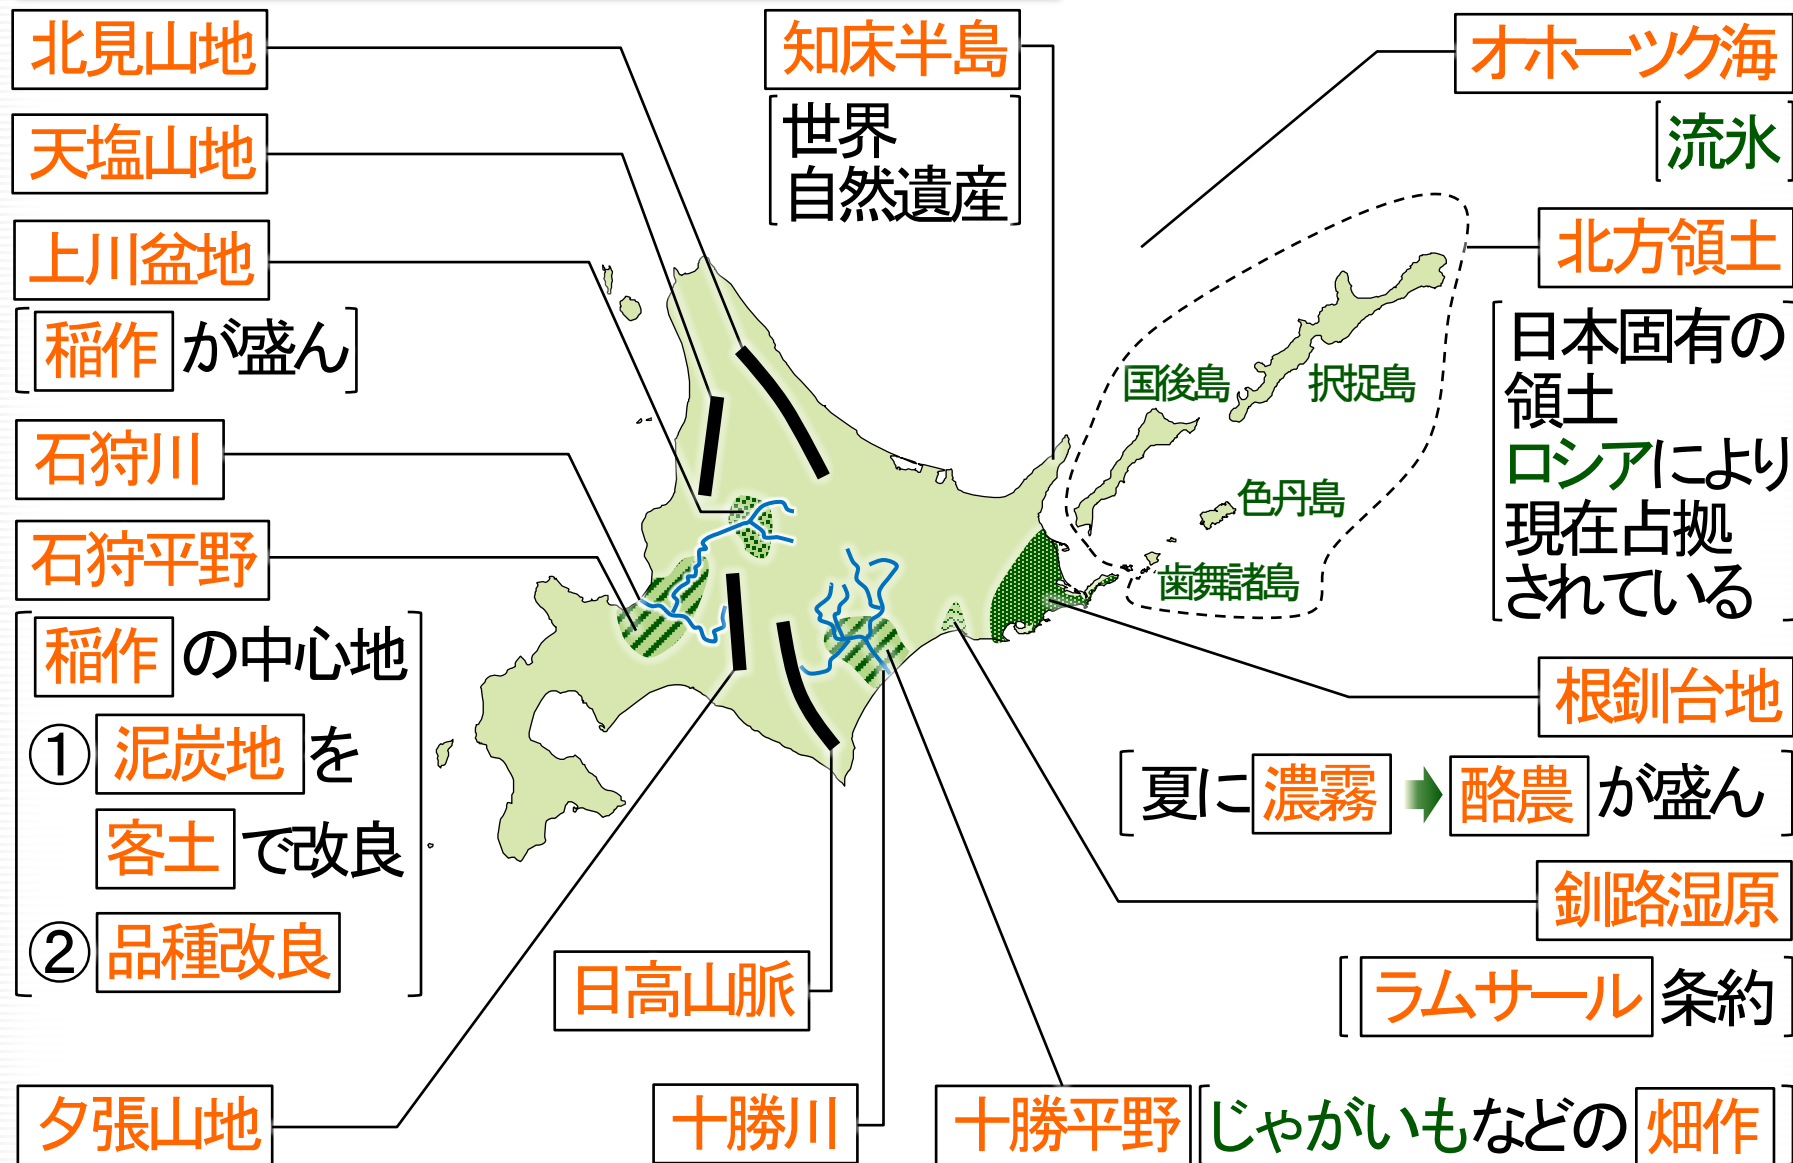 北見山地
天塩山地
上川盆地
稲作が盛ん
石狩川
石狩平野
稲作の中心地
①泥炭地を
客土で改良
②品種改良
夕張山地
知床半島
世界
自然遺産
日高山脈
十勝川
十勝平野
じゃがいもなどの畑作
オホーツク海
流氷
北方領土
日本固有の
領土
ロシアにより
現在占拠
されている
国後島
択捉島
色丹島
歯舞諸島
根釧台地
夏に濃霧➡酪農が盛ん
釧路湿原
ラムサール条約